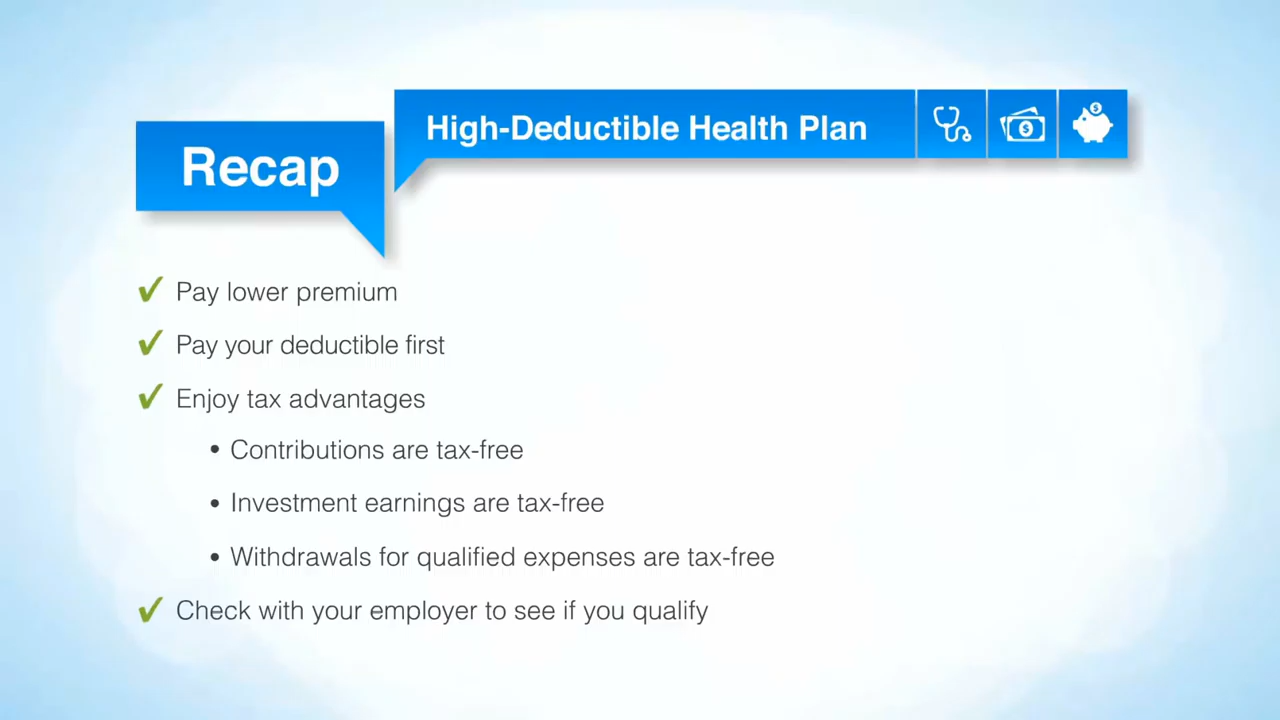 Recap
High-Deductible Health Plan
✔ Pay lower premium
✔ Pay your deductible first
✔ Enjoy tax advantages
• Contributions are tax-free
• Investment earnings are tax-free
• Withdrawals for qualified expenses are tax-free
✔ Check with your employer to see if you qualify